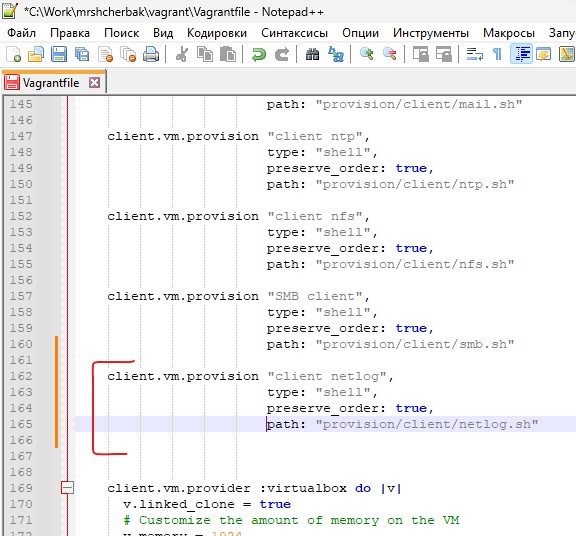 *C:\Work\mrshcherbak\vagrant\Vagrantfile - Notepad++
Файл Правка Поиск Вид Кодировки Синтаксисы Опции Инструменты Макросы Запу
Vagrantfile
145 path: "provision/client/mail.sh"
146
147 client.vm.provision "client ntp",
148 type: "shell",
149 preserve_order: true,
150 path: "provision/client/ntp.sh"
151
152 client.vm.provision "client nfs",
153 type: "shell",
154 preserve_order: true,
155 path: "provision/client/nfs.sh"
156
157 client.vm.provision "SMB client",
158 type: "shell",
159 preserve_order: true,
160 path: "provision/client/smb.sh"
161
162 client.vm.provision "client netlog",
163 type: "shell",
164 preserve_order: true,
165 path: "provision/client/netlog.sh"
166
167
168
169 client.vm.provider :virtualbox do |v|
170 v.linked_clone = true
171 # Customize the amount of memory on the VM
172 v.memory = 1024